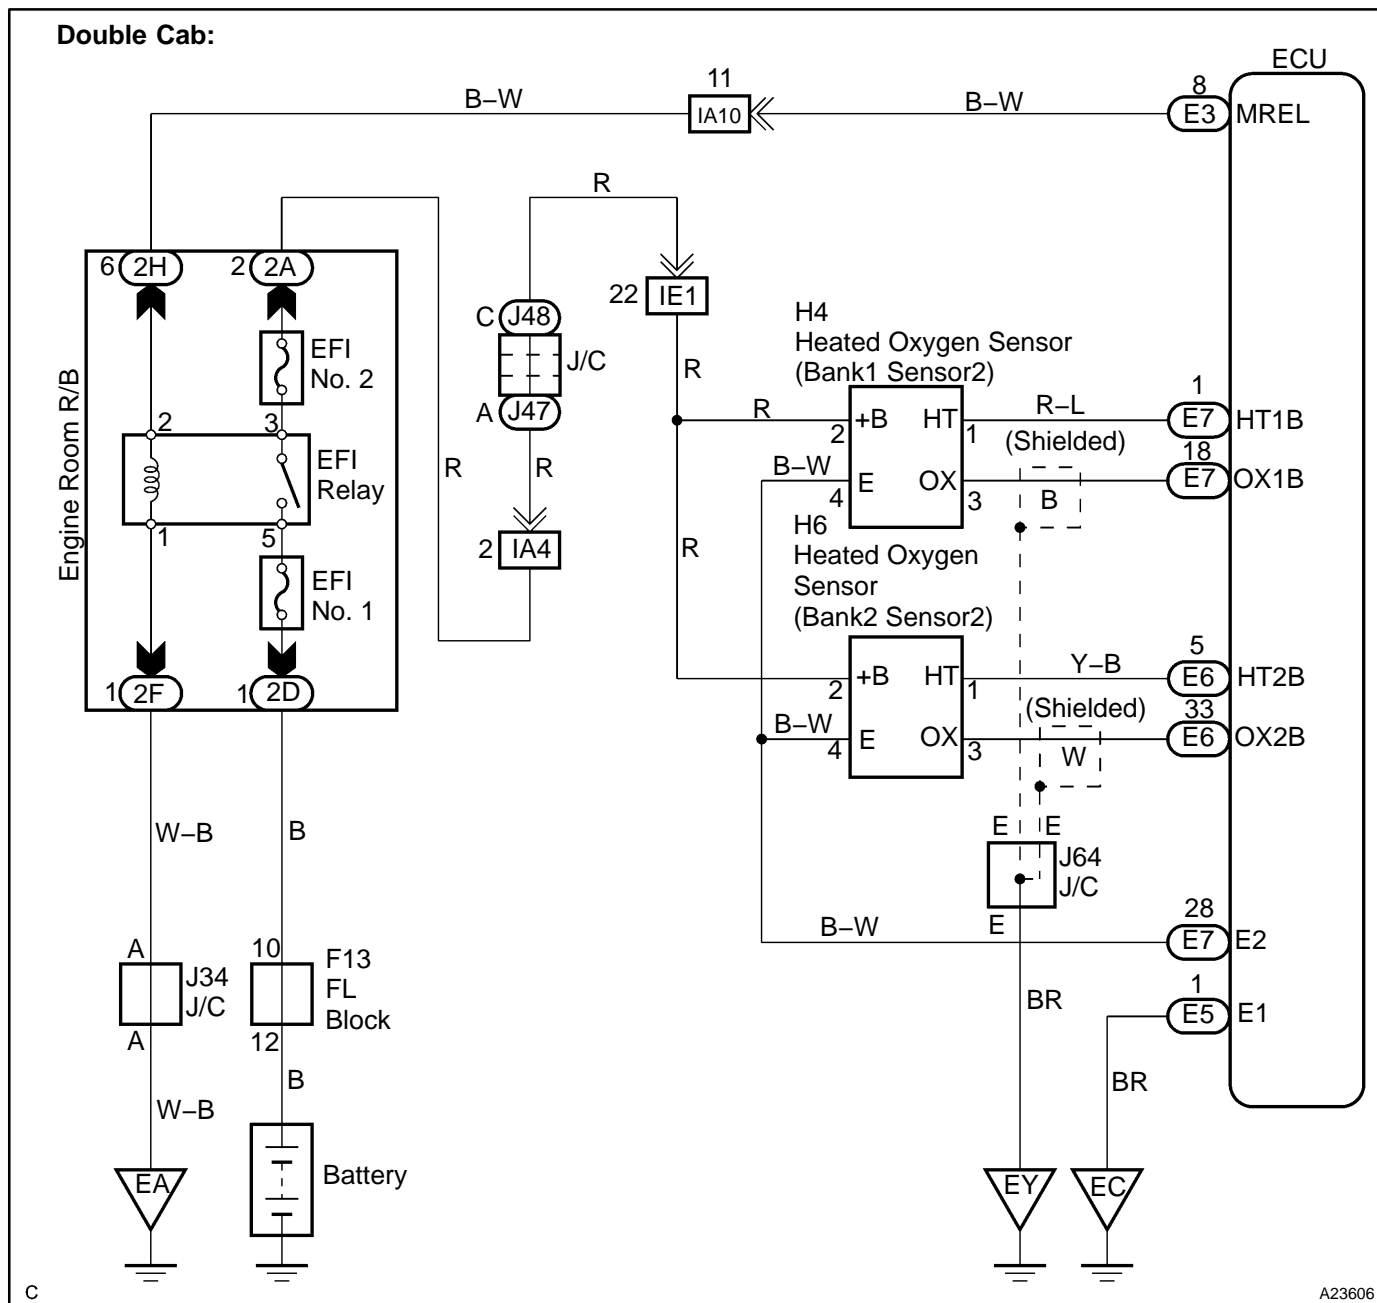 Double Cab:
ECU
11
B–W
IA10
B–W
8
E3
MREL
R
R
6
2H
2
2A
22
IE1
C
J48
J/C
A
J47
EFI
No. 2
R
H4
Heated Oxygen Sensor
(Bank1 Sensor2)
Engine Room R/B
2
3
EFI
Relay
1
5
R
R
2
IA4
EFI
No. 1
R
2
+B
HT
1
R–L
1
E7
HT1B
(Shielded)
B–W
4
E
OX
3
B
18
E7
OX1B
R
H6
Heated Oxygen
Sensor
(Bank2 Sensor2)
1
2F
1
2D
2
+B
HT
1
Y–B
5
E6
HT2B
(Shielded)
B–W
4
E
OX
3
W
33
E6
OX2B
W–B
B
E
E
J64
J/C
E
B–W
28
E7
E2
A
J34
J/C
A
10
F13
FL
Block
12
BR
1
E5
E1
B
W–B
BR
EA
Battery
EY
EC
C
A23606